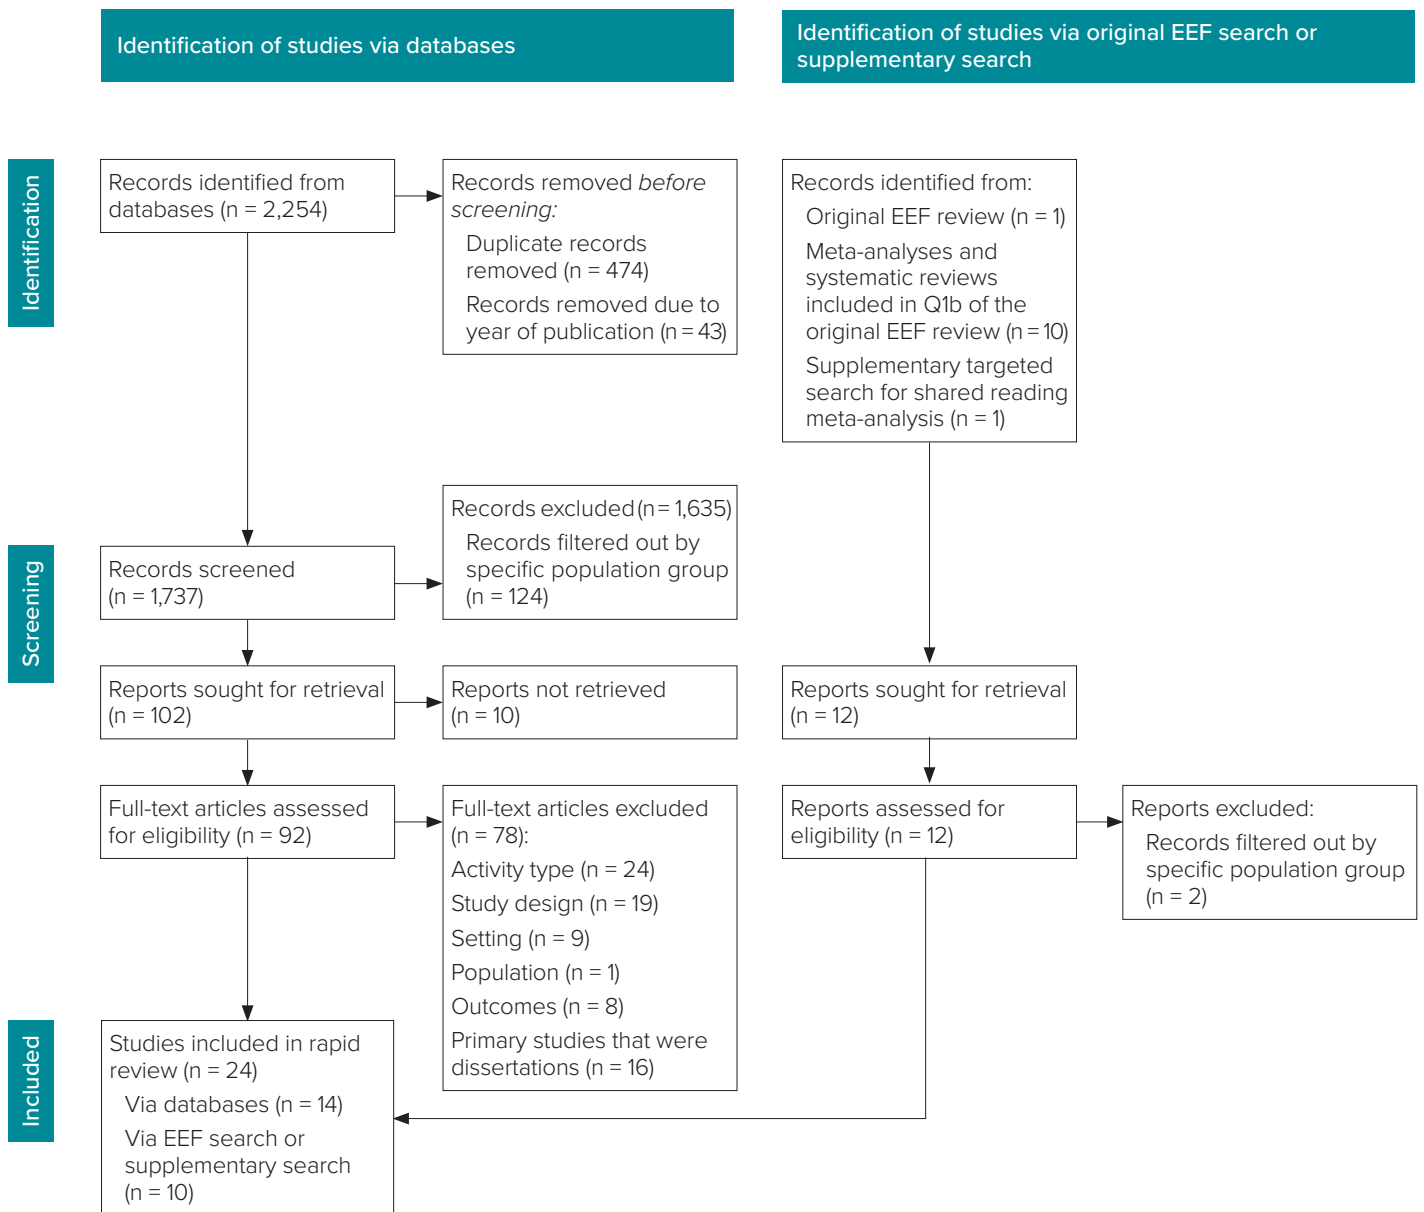 Identification of studies via databases
Identification of studies via original EEF search or
supplementary search
Identification
Records identified from
databases (n = 2,254)
Records removed before
screening:
Duplicate records
removed (n = 474)
Records removed due to
year of publication (n = 43)
Records identified from:
Original EEF review (n = 1)
Meta-analyses and
systematic reviews
included in Q1b of the
original EEF review (n = 10)
Supplementary targeted
search for shared reading
meta-analysis (n = 1)
Screening
Records screened
(n = 1,737)
Records excluded (n = 1,635)
Records filtered out by
specific population group
(n = 124)
Reports sought for retrieval
(n = 102)
Reports not retrieved
(n = 10)
Reports sought for retrieval
(n = 12)
Full-text articles assessed
for eligibility (n = 92)
Full-text articles excluded
(n = 78):
Activity type (n = 24)
Study design (n = 19)
Setting (n = 9)
Population (n = 1)
Outcomes (n = 8)
Primary studies that were
dissertations (n = 16)
Reports assessed for
eligibility (n = 12)
Reports excluded:
Records filtered out by
specific population group
(n = 2)
Included
Studies included in rapid
review (n = 24)
Via databases (n = 14)
Via EEF search or
supplementary search
(n = 10)